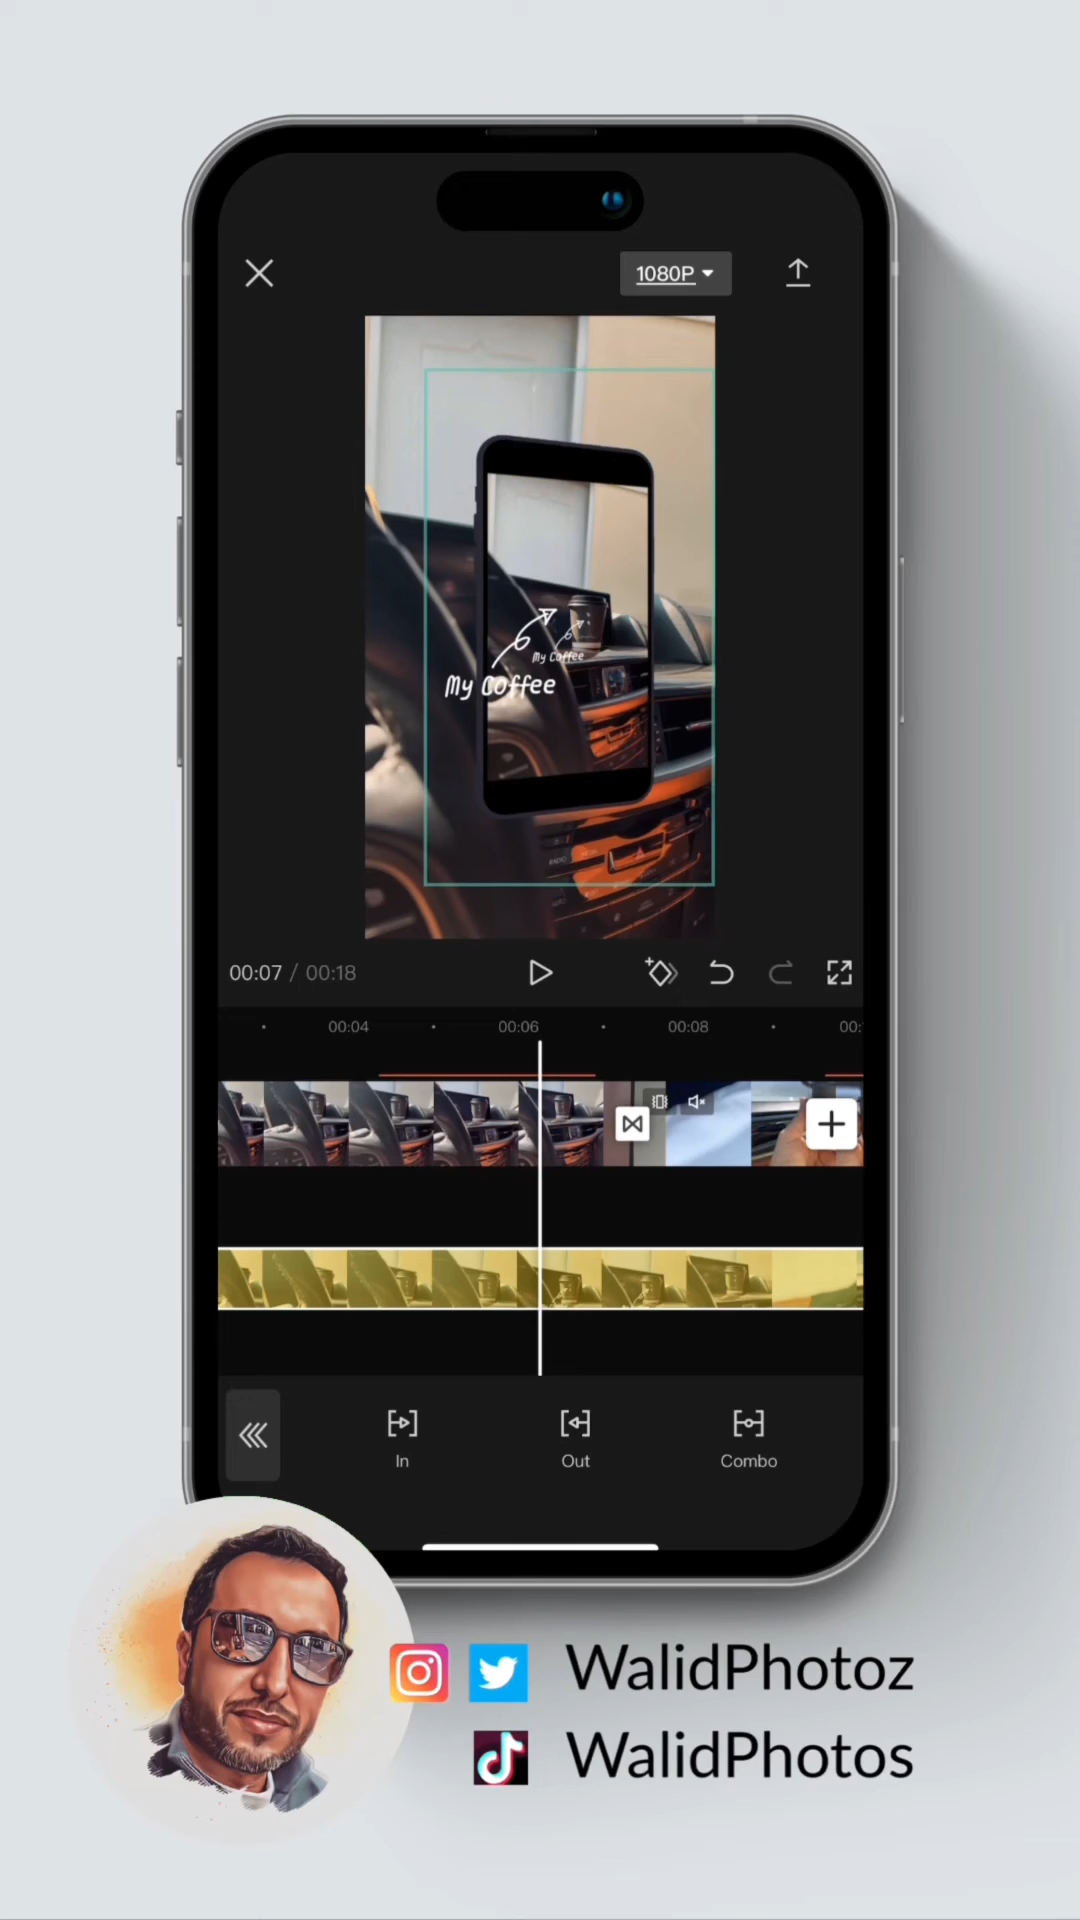 1080P
My Coffee
My Coffee
00:07 / 00:18
00:04 00:06 00:08 00:
In Out Combo
WalidPhotoz
WalidPhotos